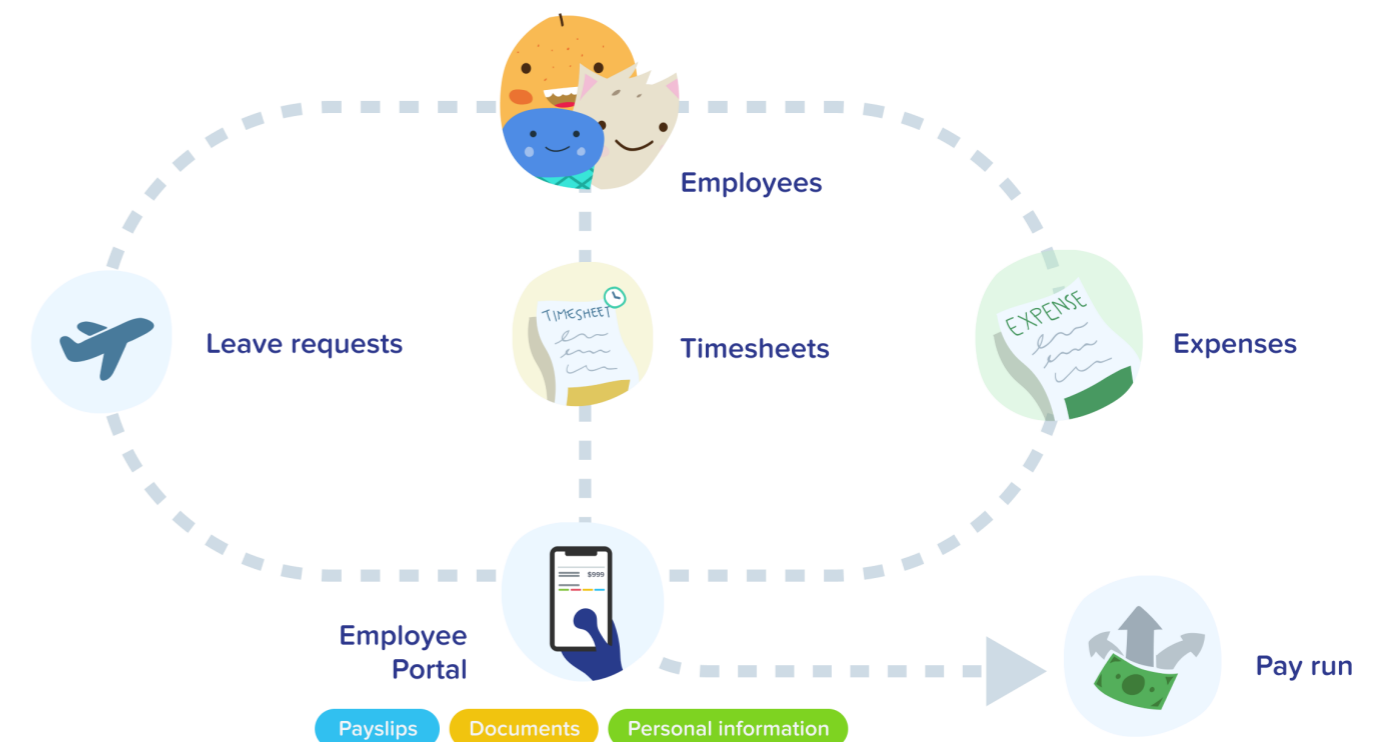 Employees
TIMESHEET
EXPENSE
Leave requests
Timesheets
Expenses
$999
Employee
Portal
Pay run
Payslips
Documents
Personal information